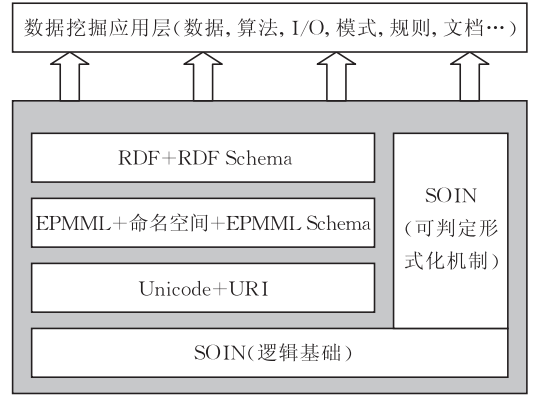 数据挖掘应用层(数据, 算法, I/O, 模式, 规则, 文档…)
RDF+RDF Schema
EPMML+命名空间+EPMML Schema
Unicode+URI
SOIN
(可判定形
式化机制)
SOIN(逻辑基础)